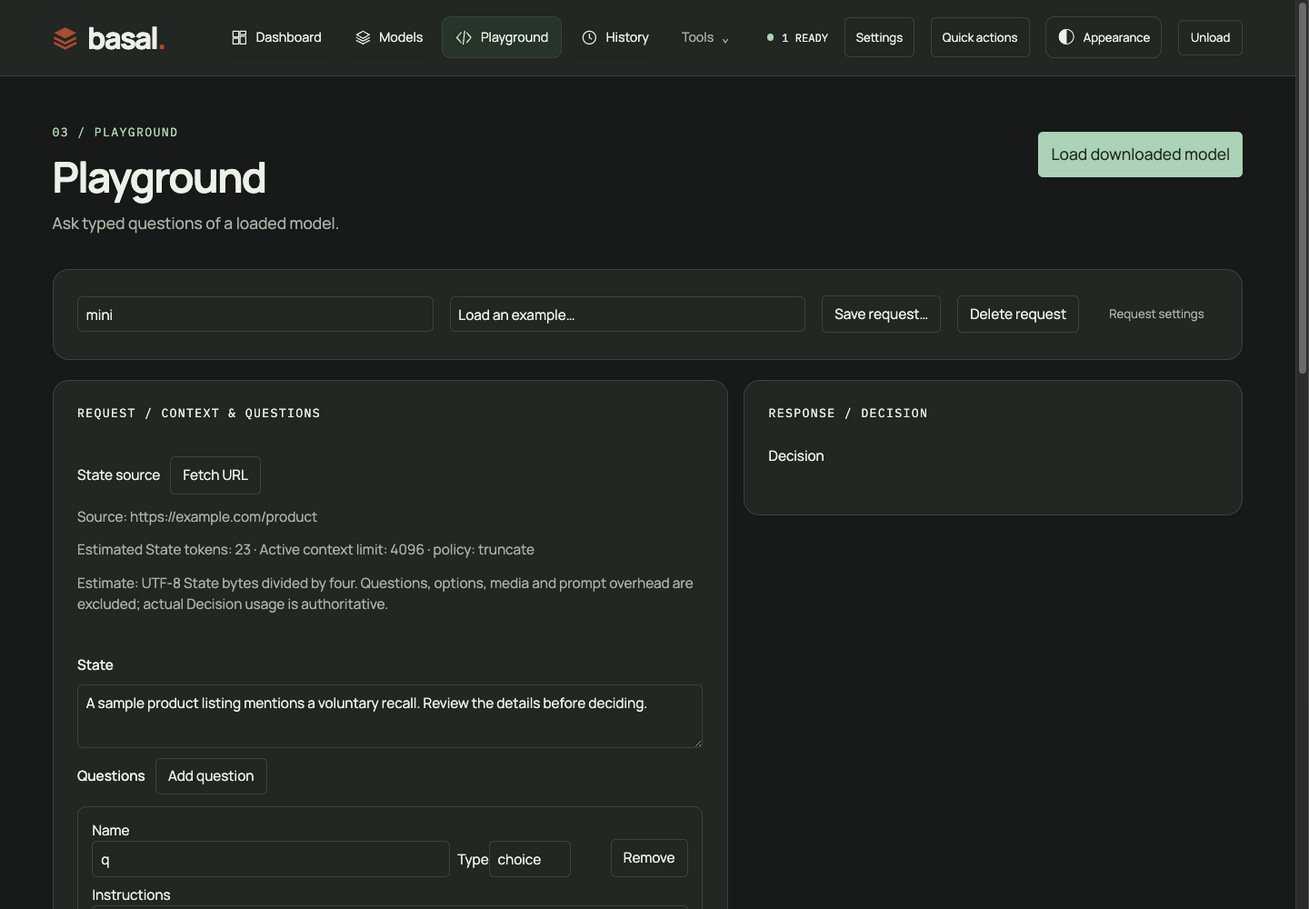 basal.
Dashboard
Models
Playground
History
Tools
1 READY
Settings
Quick actions
Appearance
Unload
03 / PLAYGROUND
Playground
Load downloaded model
Ask typed questions of a loaded model.
mini
Load an example…
Save request…
Delete request
Request settings
REQUEST / CONTEXT & QUESTIONS
State source
Fetch URL
Source: https://example.com/product
Estimated State tokens: 23 · Active context limit: 4096 · policy: truncate
Estimate: UTF-8 State bytes divided by four. Questions, options, media and prompt overhead are
excluded; actual Decision usage is authoritative.
State
A sample product listing mentions a voluntary recall. Review the details before deciding.
Questions
Add question
Name
q
Type
choice
Remove
Instructions
RESPONSE / DECISION
Decision